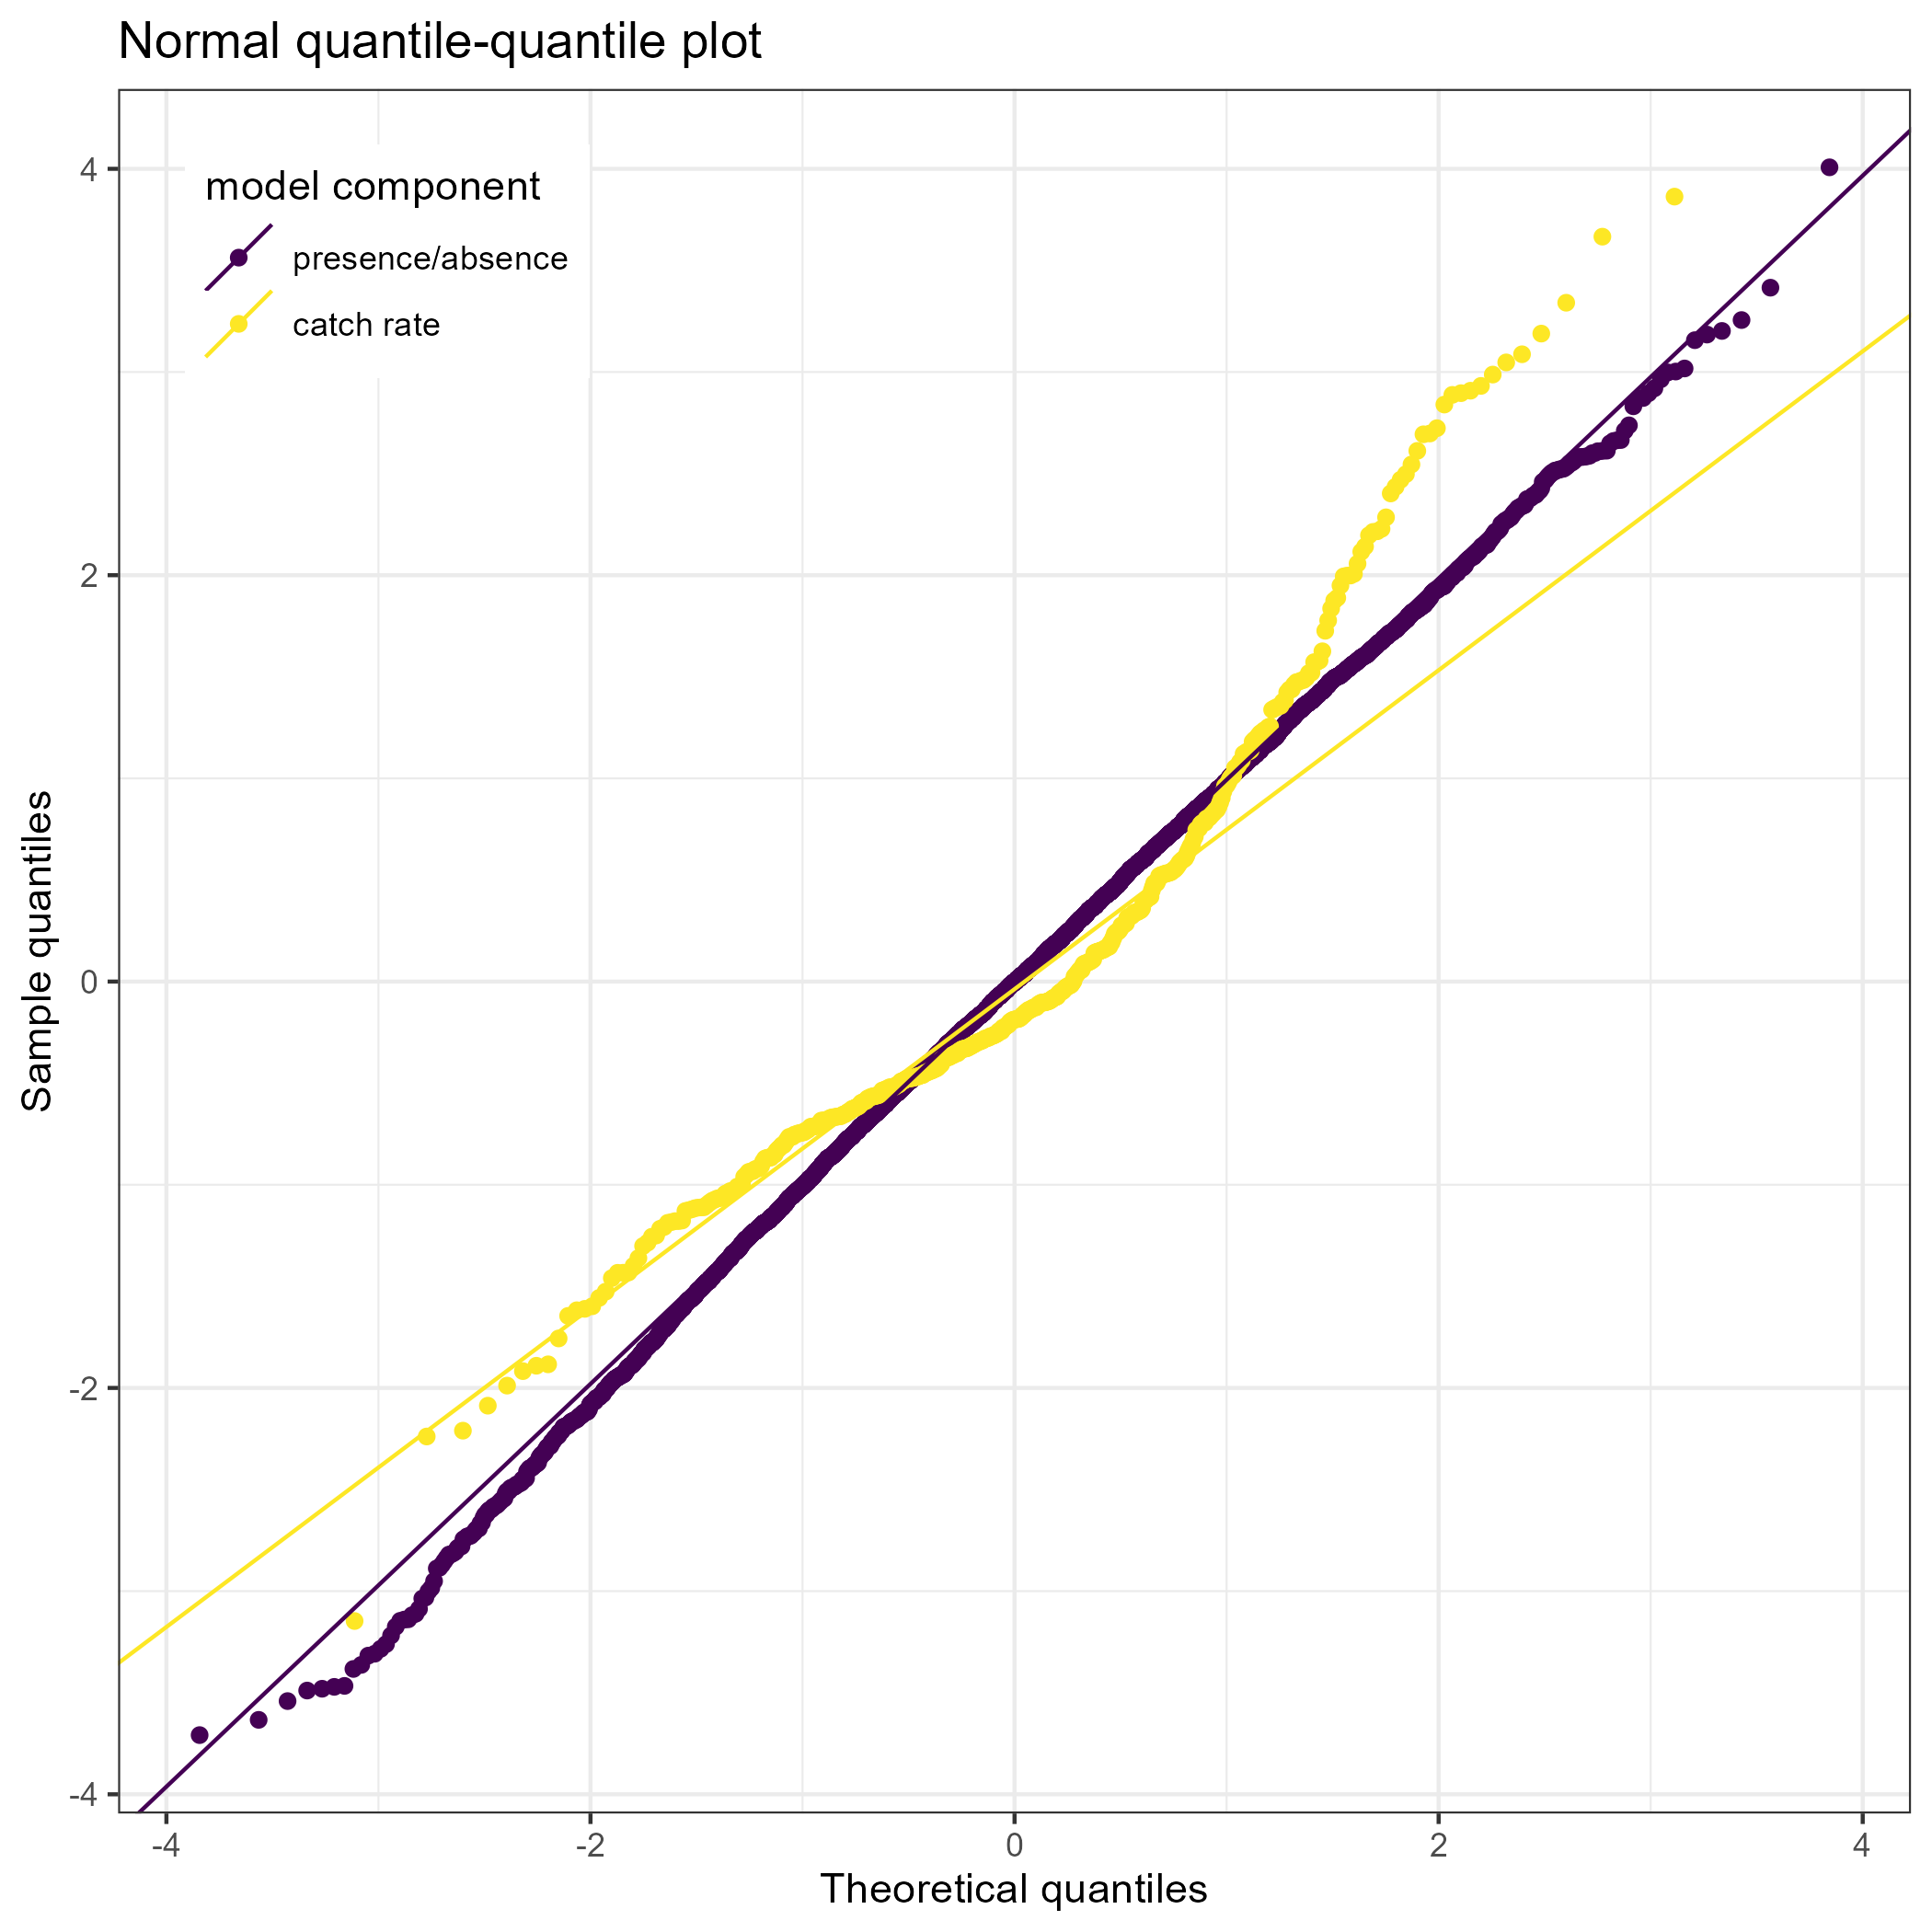 Normal quantile-quantile plot
model component
presence/absence
catch rate
4
2
0
-2
-4
Sample quantiles
-4 -2 0 2 4
Theoretical quantiles